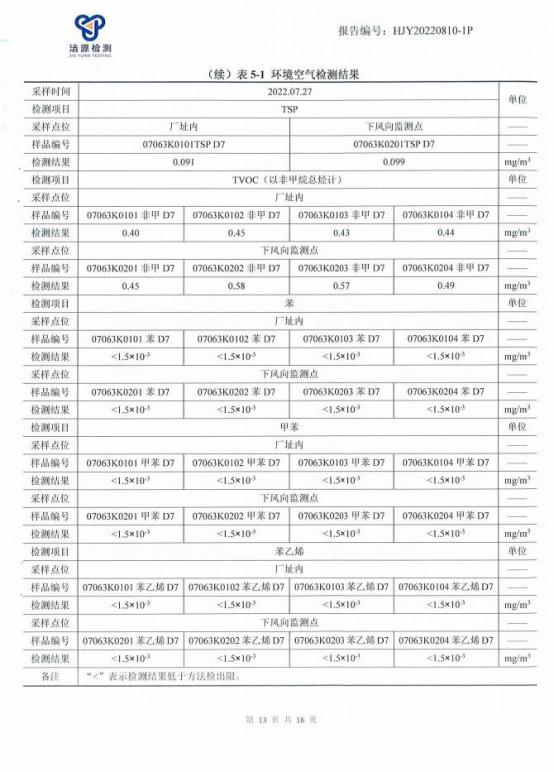 洁源检测
JIE YUAN TESTING
报告编号：HJY20220810-1P
（续）表 5-1 环境空气检测结果
采样时间 2022.07.27 单位
检测项目 TSP
采样点位 厂址内 下风向监测点 ——
样品编号 07063K0101TSP D7 07063K0201TSP D7 ——
检测结果 0.091 0.099 mg/m³
检测项目 TVOC（以非甲烷总烃计） 单位
采样点位 厂址内 ——
样品编号 07063K0101 非甲 D7 07063K0102 非甲 D7 07063K0103 非甲 D7 07063K0104 非甲 D7 ——
检测结果 0.40 0.45 0.43 0.44 mg/m³
采样点位 下风向监测点 ——
样品编号 07063K0201 非甲 D7 07063K0202 非甲 D7 07063K0203 非甲 D7 07063K0204 非甲 D7 ——
检测结果 0.45 0.58 0.57 0.49 mg/m³
检测项目 苯 单位
采样点位 厂址内 ——
样品编号 07063K0101 苯 D7 07063K0102 苯 D7 07063K0103 苯 D7 07063K0104 苯 D7 ——
检测结果 <1.5×10⁻³ <1.5×10⁻³ <1.5×10⁻³ <1.5×10⁻³ mg/m³
采样点位 下风向监测点 ——
样品编号 07063K0201 苯 D7 07063K0202 苯 D7 07063K0203 苯 D7 07063K0204 苯 D7 ——
检测结果 <1.5×10⁻³ <1.5×10⁻³ <1.5×10⁻³ <1.5×10⁻³ mg/m³
检测项目 甲苯 单位
采样点位 厂址内 ——
样品编号 07063K0101 甲苯 D7 07063K0102 甲苯 D7 07063K0103 甲苯 D7 07063K0104 甲苯 D7 ——
检测结果 <1.5×10⁻³ <1.5×10⁻³ <1.5×10⁻³ <1.5×10⁻³ mg/m³
采样点位 下风向监测点 ——
样品编号 07063K0201 甲苯 D7 07063K0202 甲苯 D7 07063K0203 甲苯 D7 07063K0204 甲苯 D7 ——
检测结果 <1.5×10⁻³ <1.5×10⁻³ <1.5×10⁻³ <1.5×10⁻³ mg/m³
检测项目 苯乙烯 单位
采样点位 厂址内 ——
样品编号 07063K0101 苯乙烯 D7 07063K0102 苯乙烯 D7 07063K0103 苯乙烯 D7 07063K0104 苯乙烯 D7 ——
检测结果 <1.5×10⁻³ <1.5×10⁻³ <1.5×10⁻³ <1.5×10⁻³ mg/m³
采样点位 下风向监测点 ——
样品编号 07063K0201 苯乙烯 D7 07063K0202 苯乙烯 D7 07063K0203 苯乙烯 D7 07063K0204 苯乙烯 D7 ——
检测结果 <1.5×10⁻³ <1.5×10⁻³ <1.5×10⁻³ <1.5×10⁻³ mg/m³
备注 “<”表示检测结果低于方法检出限。
第 13 页 共 16 页